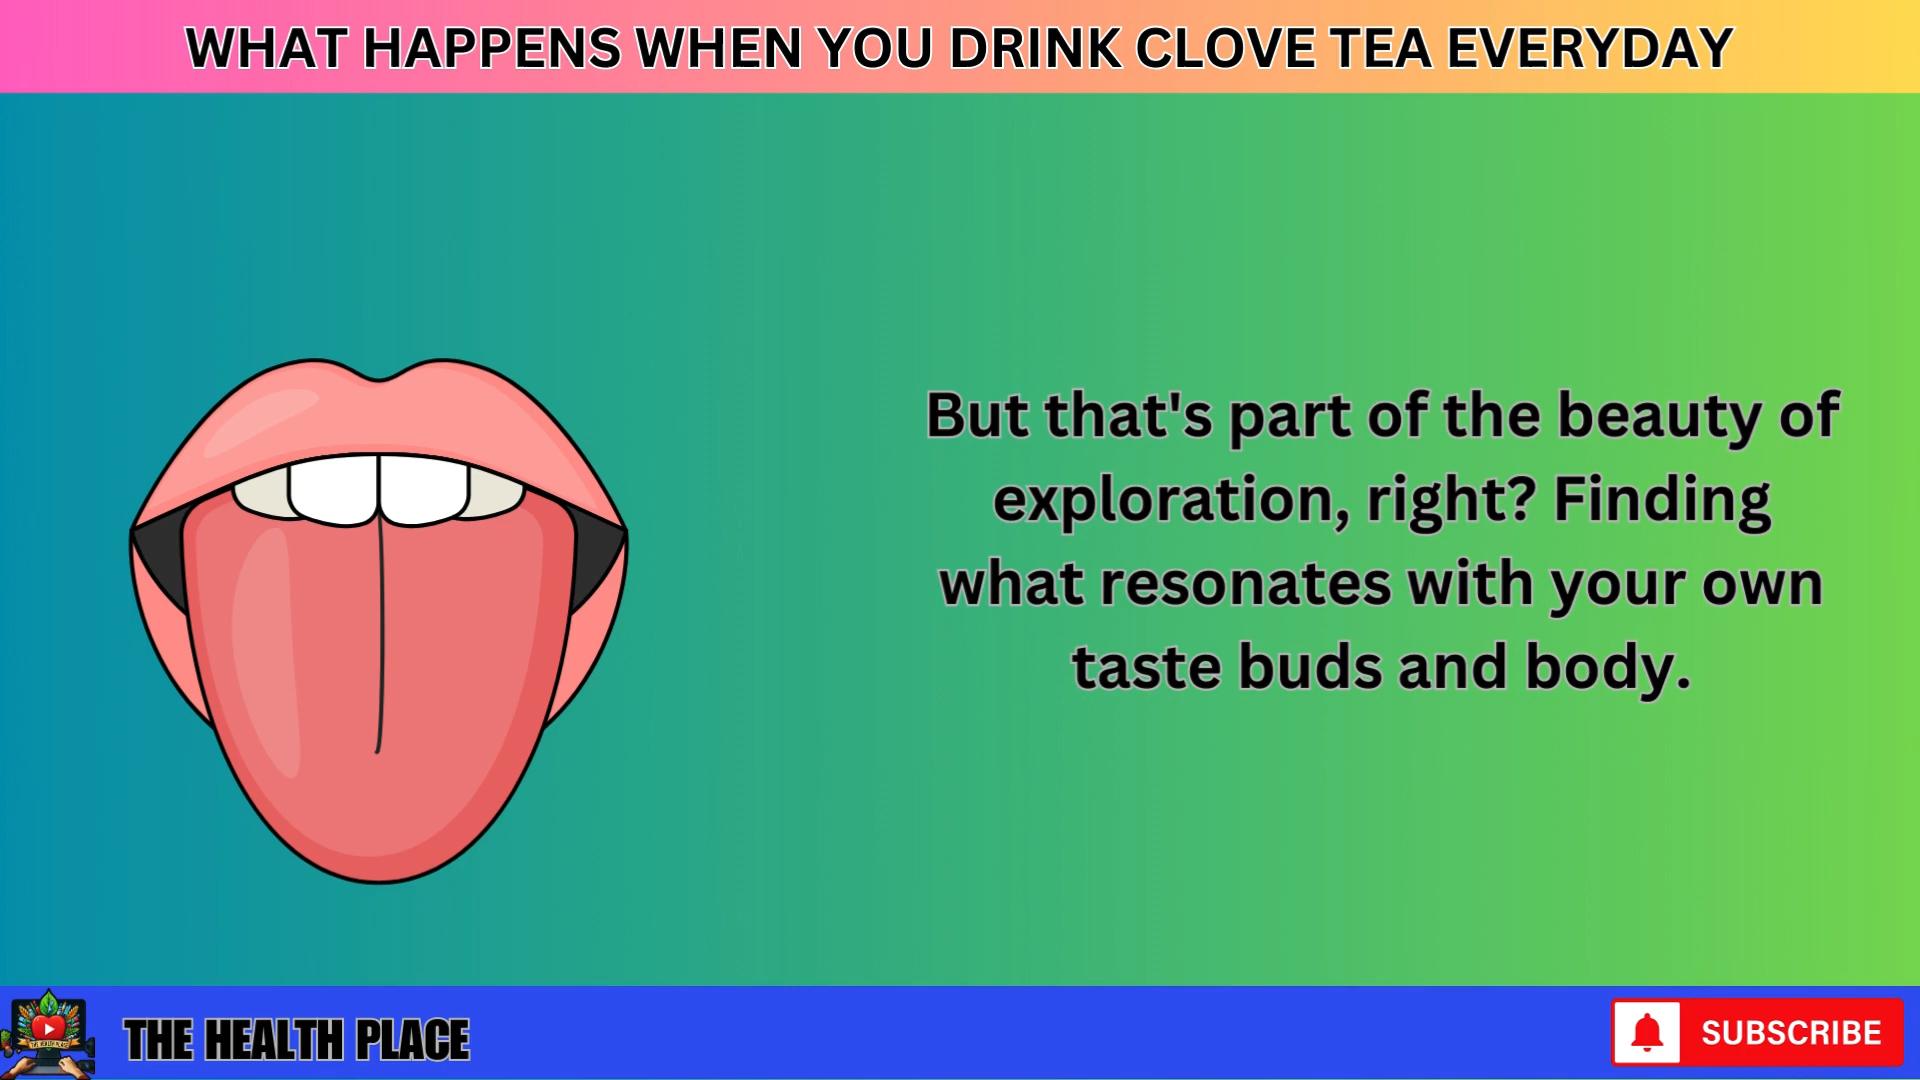 WHAT HAPPENS WHEN YOU DRINK CLOVE TEA EVERYDAY
But that's part of the beauty of
exploration, right? Finding
what resonates with your own
taste buds and body.
THE HEALTH PLACE
SUBSCRIBE